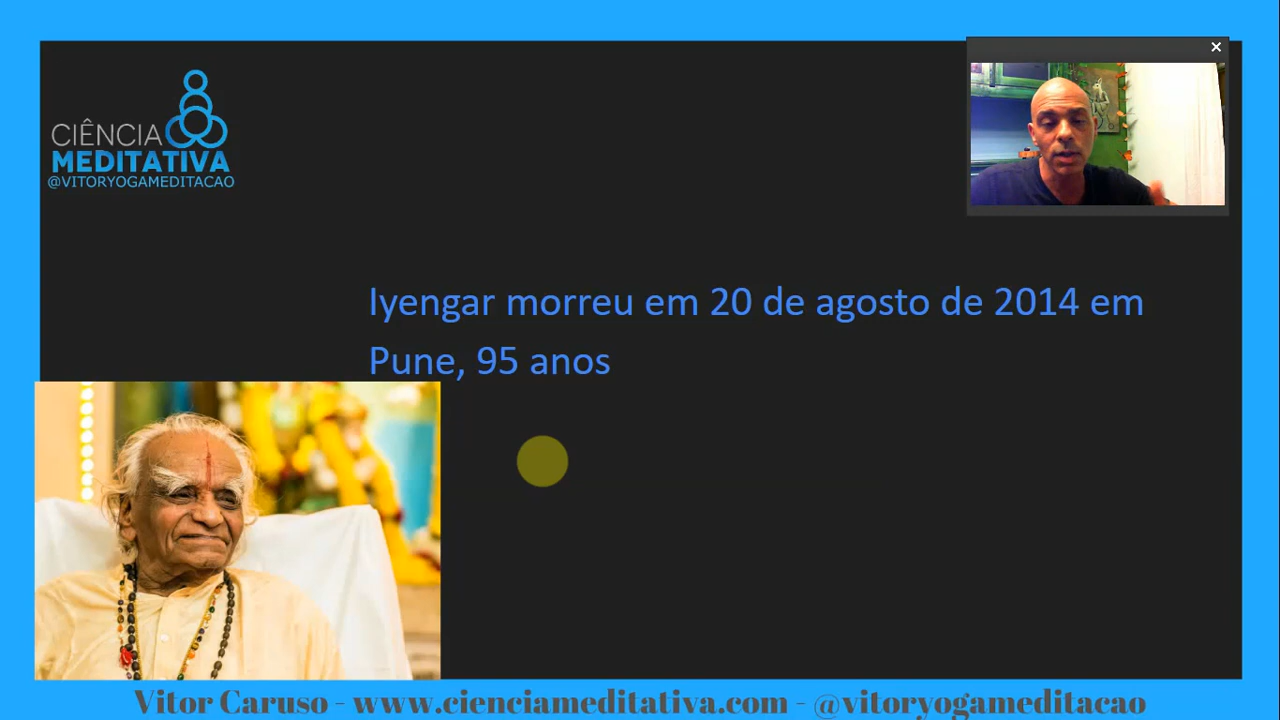 CIÊNCIA
MEDITATIVA
@VITORYOGAMEDITACAO
Iyengar morreu em 20 de agosto de 2014 em
Pune, 95 anos
Vitor Caruso - www.cienciameditativa.com - @vitoryogameditacao